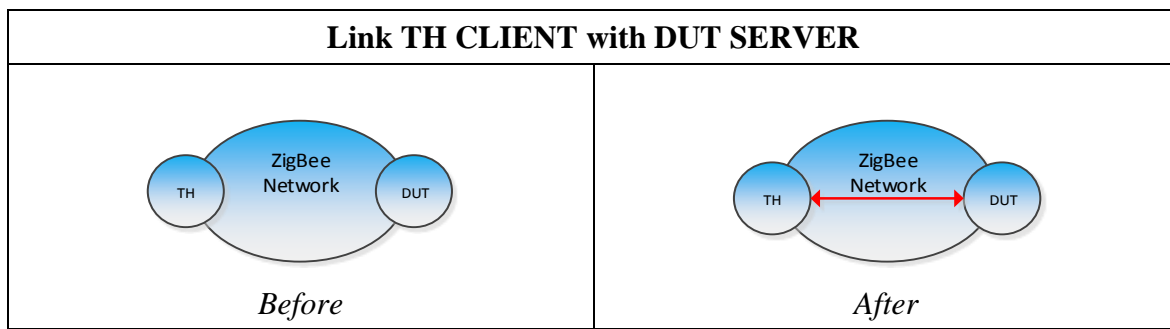 Link TH CLIENT with DUT SERVER
ZigBee
Network
TH
DUT
Before
ZigBee
Network
TH
DUT
After